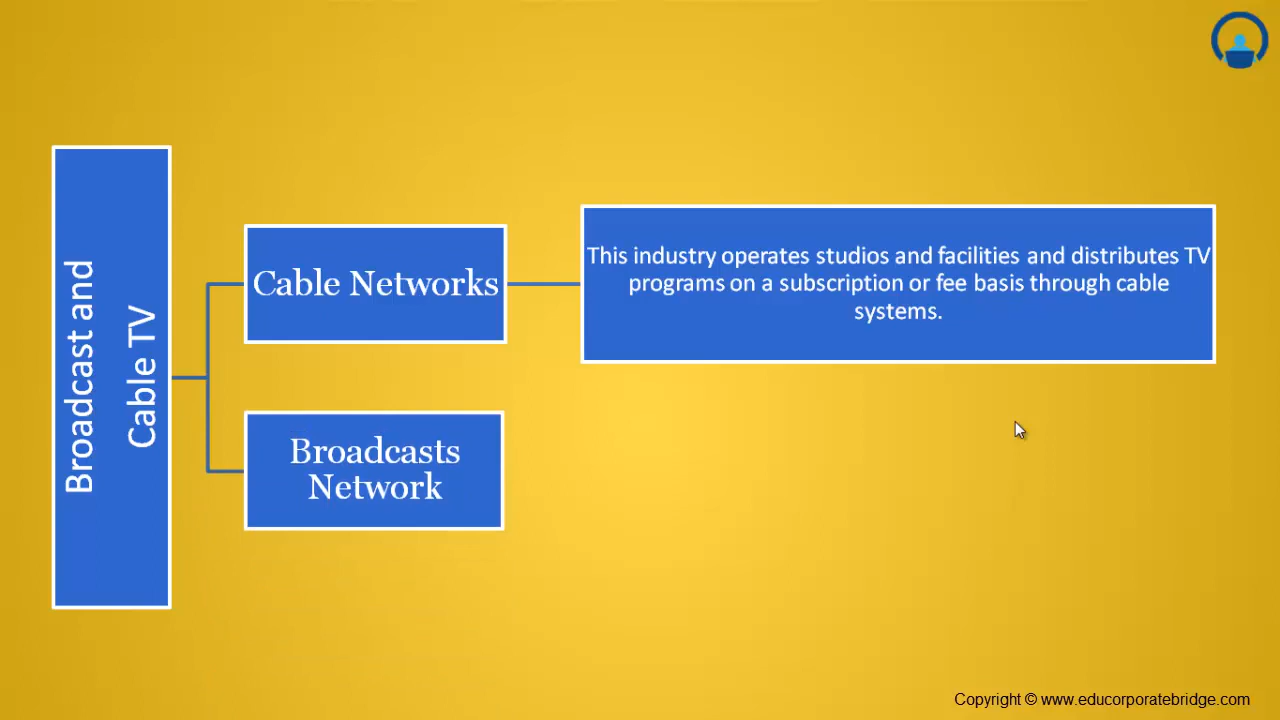 Broadcast and
Cable TV
Cable Networks
This industry operates studios and facilities and distributes TV
programs on a subscription or fee basis through cable
systems.
Broadcasts
Network
Copyright © www.educorporatebridge.com